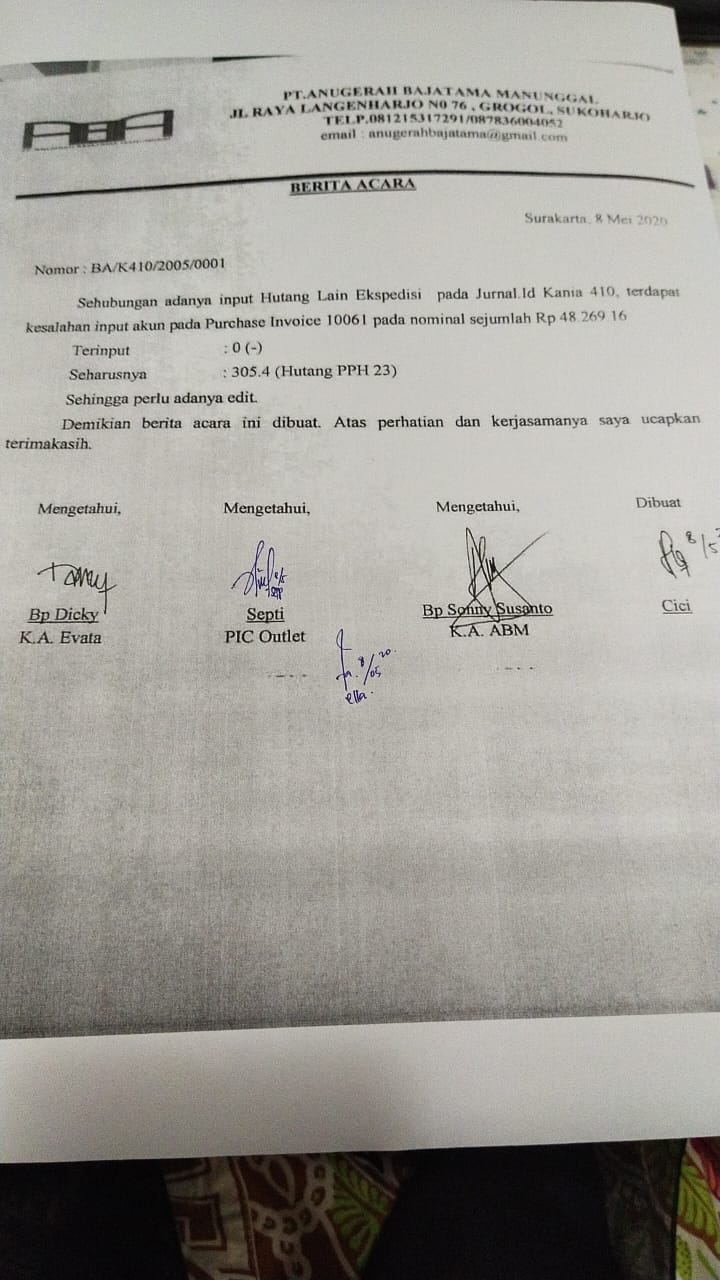 ABA
PT.ANUGERAH BAJATAMA MANUNGGAL
JL. RAYA LANGENHARJO N0 76 , GROGOL, SUKOHARJO
TELP.081215317291/087836004052
email : anugerahbajatama@gmail.com
BERITA ACARA
Surakarta, 8 Mei 2020
Nomor : BA/K410/2005/0001
Sehubungan adanya input Hutang Lain Ekspedisi pada Jurnal.Id Kania 410, terdapat
kesalahan input akun pada Purchase Invoice 10061 pada nominal sejumlah Rp 48.269.16
Terinput : 0 (-)
Seharusnya : 305.4 (Hutang PPH 23)
Sehingga perlu adanya edit.
Demikian berita acara ini dibuat. Atas perhatian dan kerjasamanya saya ucapkan
terimakasih.
Mengetahui, Mengetahui, Mengetahui, Dibuat
8/5
Bp Dicky Septi Bp Sonny Susanto Cici
K.A. Evata PIC Outlet K.A. ABM
8/05 20
ella.